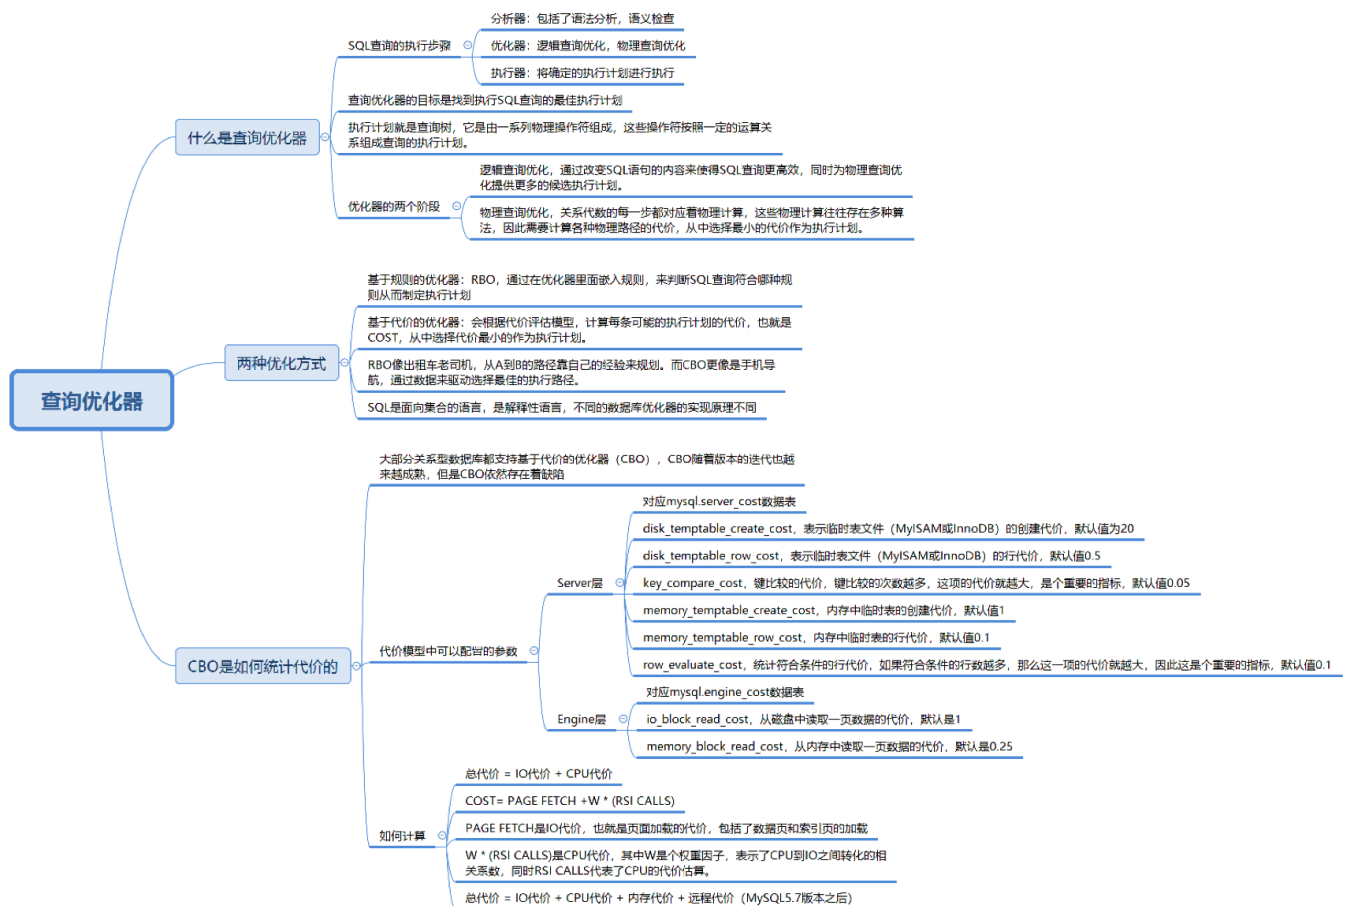 查询优化器
什么是查询优化器
SQL查询的执行步骤
分析器：包括了语法分析，语义检查
优化器：逻辑查询优化，物理查询优化
执行器：将确定的执行计划进行执行
查询优化器的目标是找到执行SQL查询的最佳执行计划
执行计划就是查询树，它是由一系列物理操作符组成，这些操作符按照一定的运算关
系组成查询的执行计划。
优化器的两个阶段
逻辑查询优化，通过改变SQL语句的内容来使得SQL查询更高效，同时为物理查询优
化提供更多的候选执行计划。
物理查询优化，关系代数的每一步都对应着物理计算，这些物理计算往往存在多种算
法，因此需要计算各种物理路径的代价，从中选择最小的代价作为执行计划。
两种优化方式
基于规则的优化器：RBO，通过在优化器里面嵌入规则，来判断SQL查询符合哪种规
则从而制定执行计划
基于代价的优化器：会根据代价评估模型，计算每条可能的执行计划的代价，也就是
COST，从中选择代价最小的作为执行计划。
RBO像出租车老司机，从A到B的路径靠自己的经验来规划。而CBO更像是手机导
航，通过数据来驱动选择最佳的执行路径。
SQL是面向集合的语言，是解释性语言，不同的数据库优化器的实现原理不同
CBO是如何统计代价的
大部分关系型数据库都支持基于代价的优化器（CBO），CBO随着版本的迭代也越
来越成熟，但是CBO依然存在着缺陷
代价模型中可以配置的参数
Server层
对应mysql.server_cost数据表
disk_temptable_create_cost，表示临时表文件（MyISAM或InnoDB）的创建代价，默认值为20
disk_temptable_row_cost，表示临时表文件（MyISAM或InnoDB）的行代价，默认值0.5
key_compare_cost，键比较的代价，键比较的次数越多，这项的代价就越大，是个重要的指标，默认值0.05
memory_temptable_create_cost，内存中临时表的创建代价，默认值1
memory_temptable_row_cost，内存中临时表的行代价，默认值0.1
row_evaluate_cost，统计符合条件的行代价，如果符合条件的行数越多，那么这一项的代价就越大，因此这是个重要的指标，默认值0.1
Engine层
对应mysql.engine_cost数据表
io_block_read_cost，从磁盘中读取一页数据的代价，默认是1
memory_block_read_cost，从内存中读取一页数据的代价，默认是0.25
如何计算
总代价 = IO代价 + CPU代价
COST= PAGE FETCH +W * (RSI CALLS)
PAGE FETCH是IO代价，也就是页面加载的代价，包括了数据页和索引页的加载
W * (RSI CALLS)是CPU代价，其中W是个权重因子，表示了CPU到IO之间转化的相
关系数，同时RSI CALLS代表了CPU的代价估算。
总代价 = IO代价 + CPU代价 + 内存代价 + 远程代价（MySQL5.7版本之后）